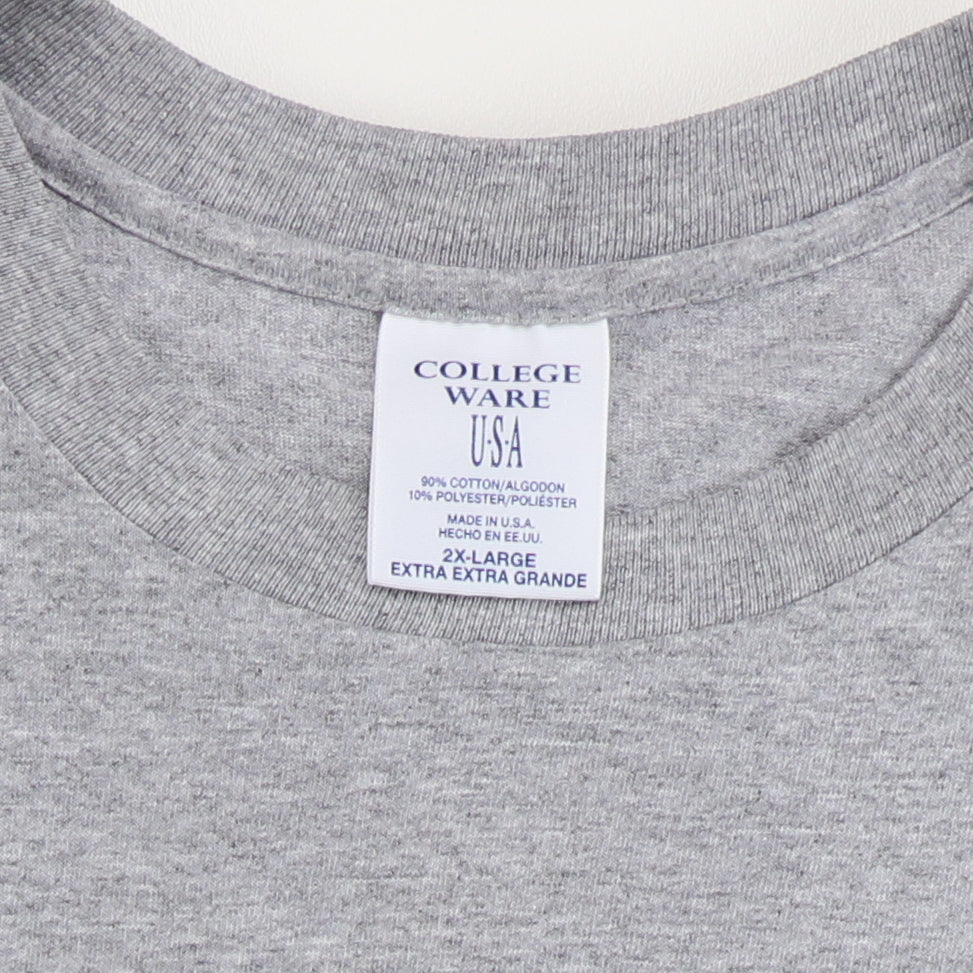 COLLEGE
WARE
U·S·A
90% COTTON/ALGODON
10% POLYESTER/POLIÉSTER
MADE IN U.S.A.
HECHO EN EE.UU.
2X-LARGE
EXTRA EXTRA GRANDE